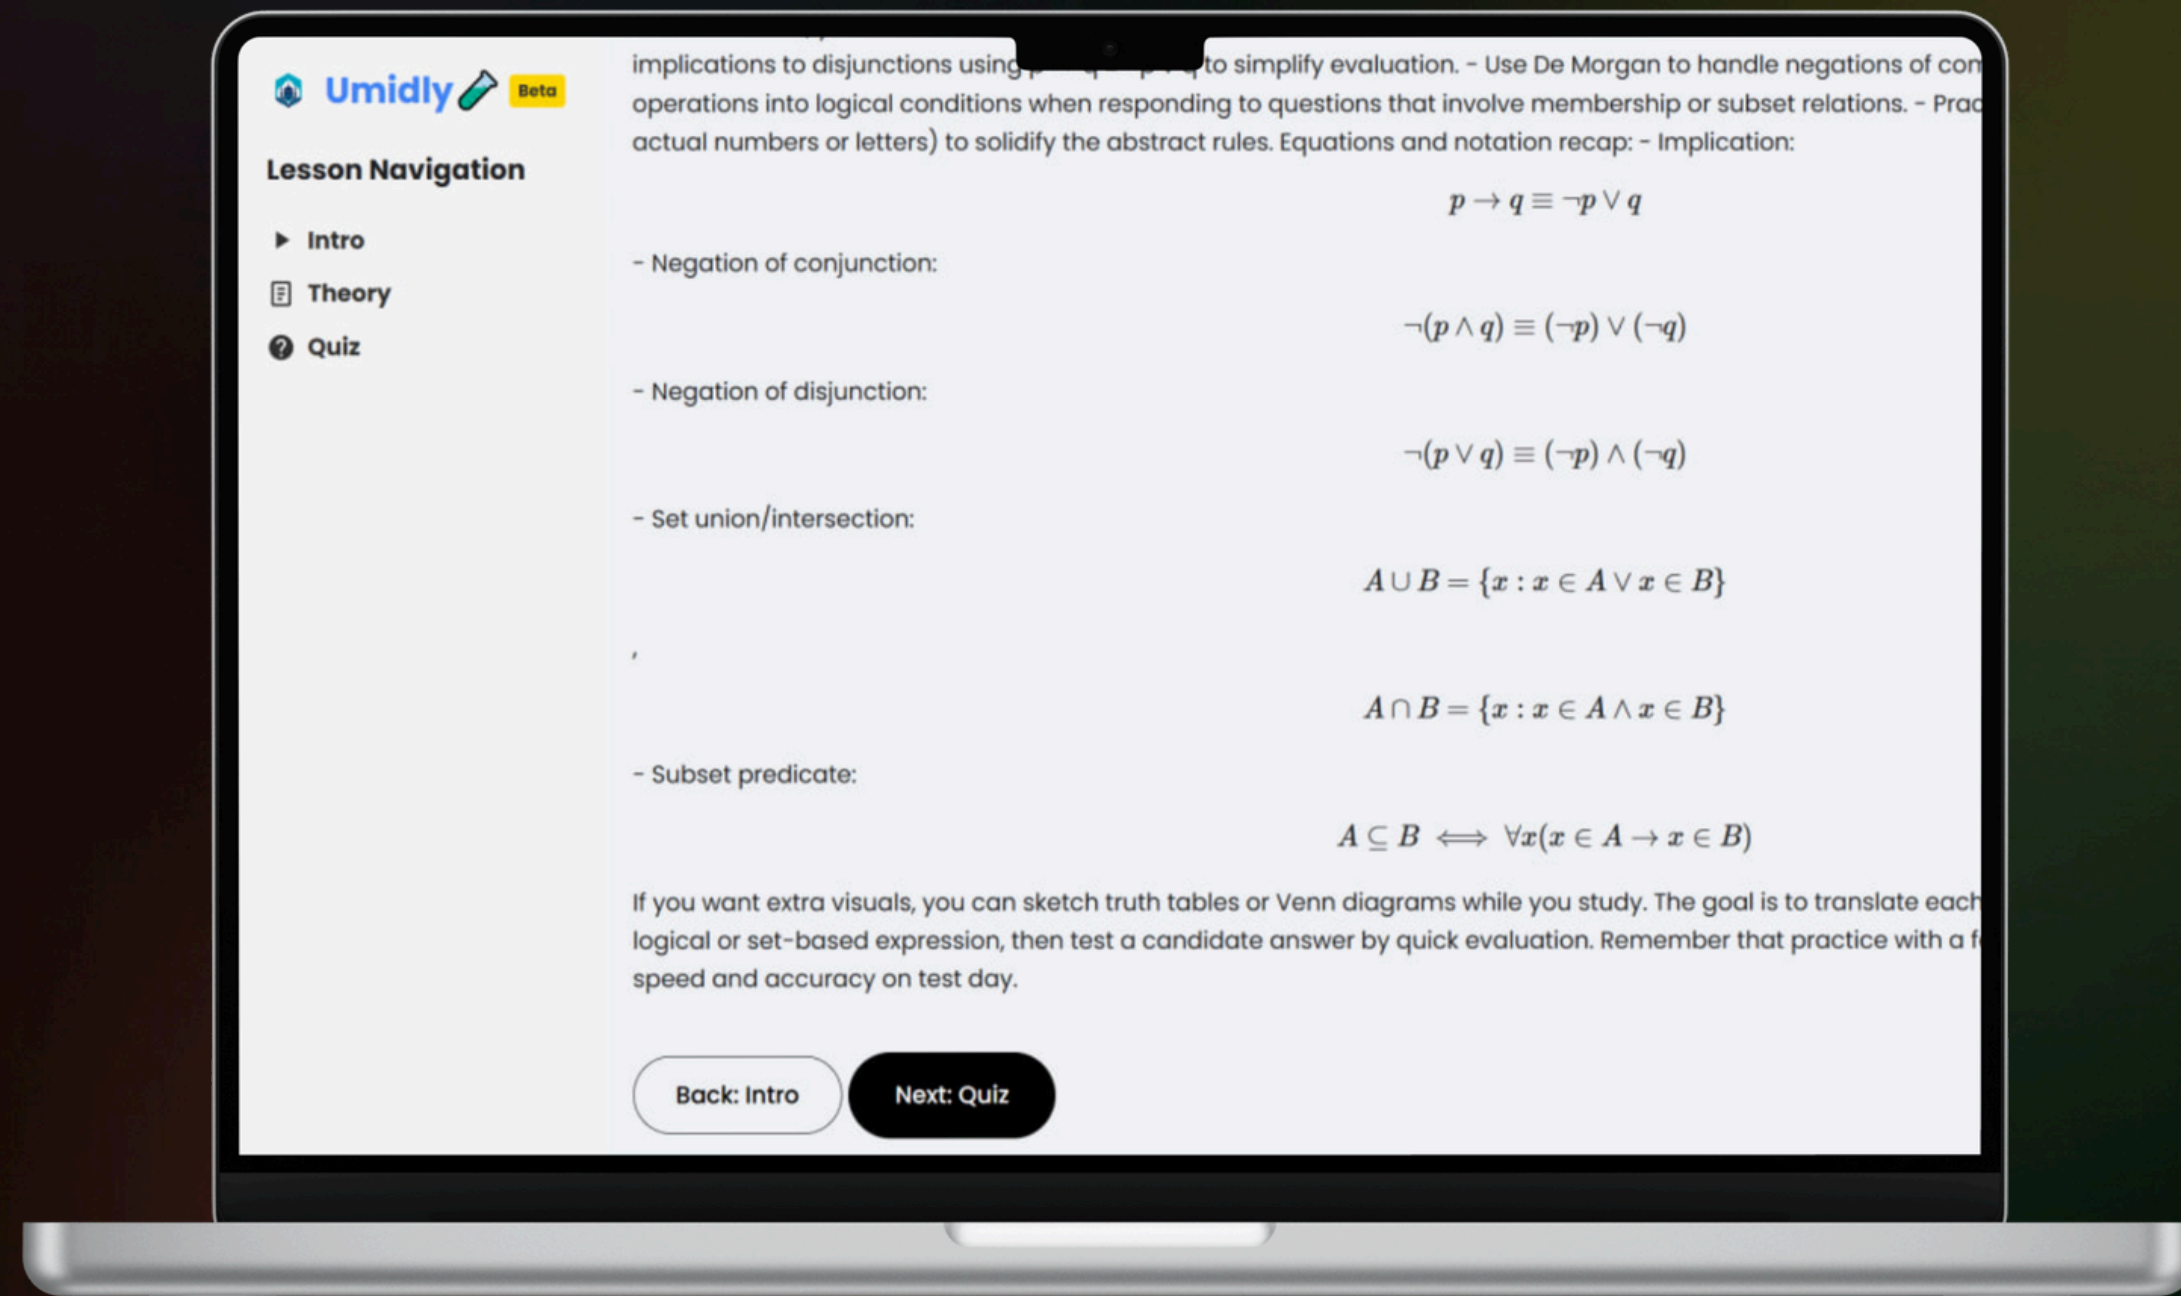 Umidly Beta
Lesson Navigation
Intro
Theory
Quiz
implications to disjunctions using to simplify evaluation. - Use De Morgan to handle negations of
operations into logical conditions when responding to questions that involve membership or subset relations. -
actual numbers or letters) to solidify the abstract rules. Equations and notation recap: - Implication:
p → q ≡ ¬p ∨ q
- Negation of conjunction:
¬(p ∧ q) ≡ (¬p) ∨ (¬q)
- Negation of disjunction:
¬(p ∨ q) ≡ (¬p) ∧ (¬q)
- Set union/intersection:
A ∪ B = {x : x ∈ A ∨ x ∈ B}
,
A ∩ B = {x : x ∈ A ∧ x ∈ B}
- Subset predicate:
A ⊆ B ⟺ ∀x(x ∈ A → x ∈ B)
If you want extra visuals, you can sketch truth tables or Venn diagrams while you study. The goal is to translate each
logical or set-based expression, then test a candidate answer by quick evaluation. Remember that practice with a
speed and accuracy on test day.
Back: Intro
Next: Quiz